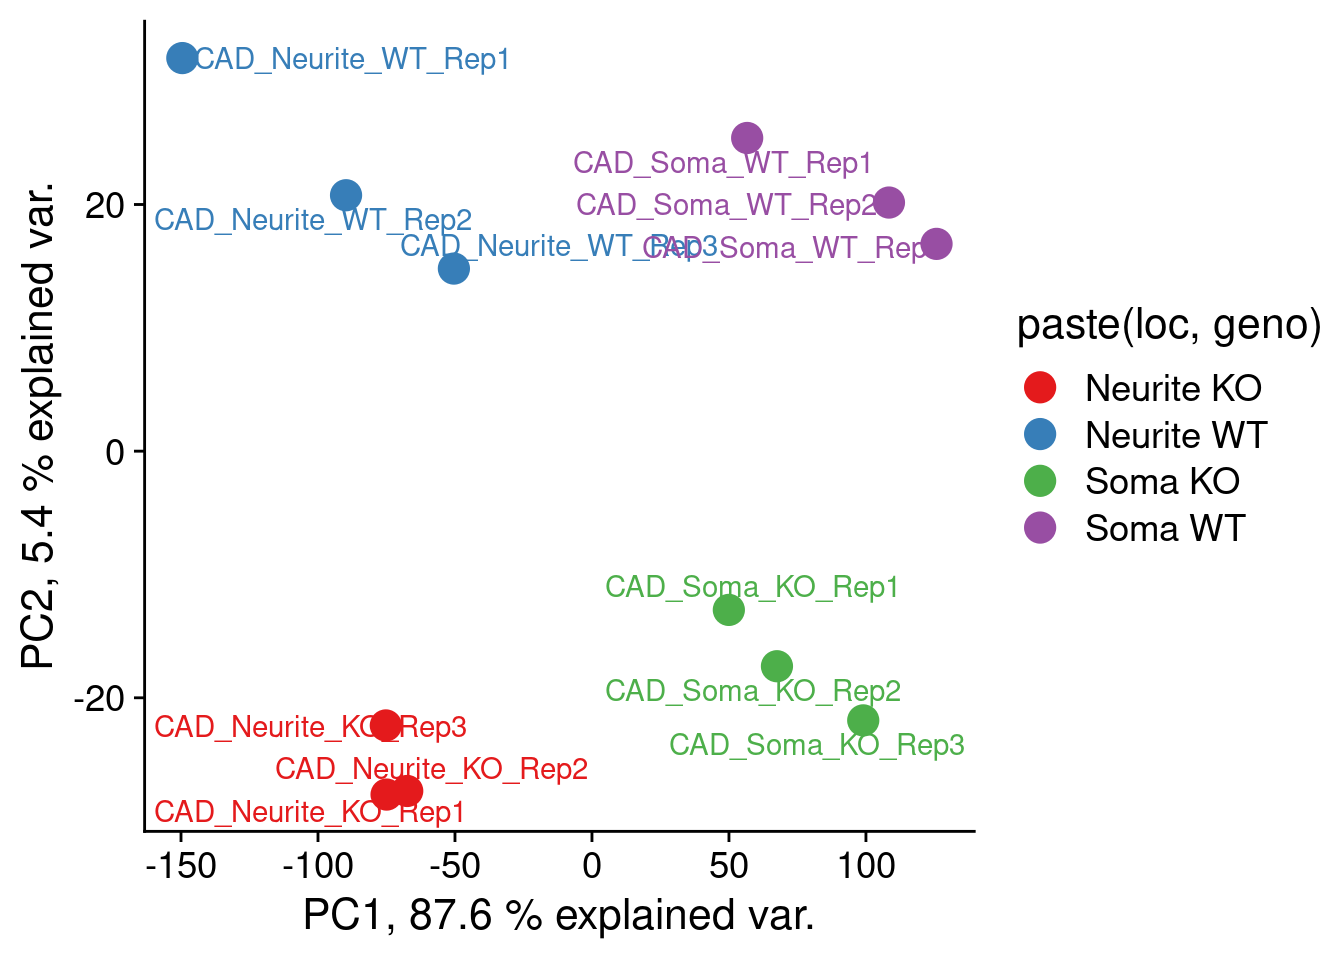 CAD_Neurite_WT_Rep1
CAD_Soma_WT_Rep1
CAD_Neurite_WT_Rep2
CAD_Soma_WT_Rep2
CAD_Neurite_WT_Rep3
CAD_Soma_WT_Rep
CAD_Soma_KO_Rep1
CAD_Soma_KO_Rep2
CAD_Neurite_KO_Rep3
CAD_Soma_KO_Rep3
CAD_Neurite_KO_Rep2
CAD_Neurite_KO_Rep1
20
0
-20
PC2, 5.4 % explained var.
-150 -100 -50 0 50 100
PC1, 87.6 % explained var.
paste(loc, geno)
Neurite KO
Neurite WT
Soma KO
Soma WT